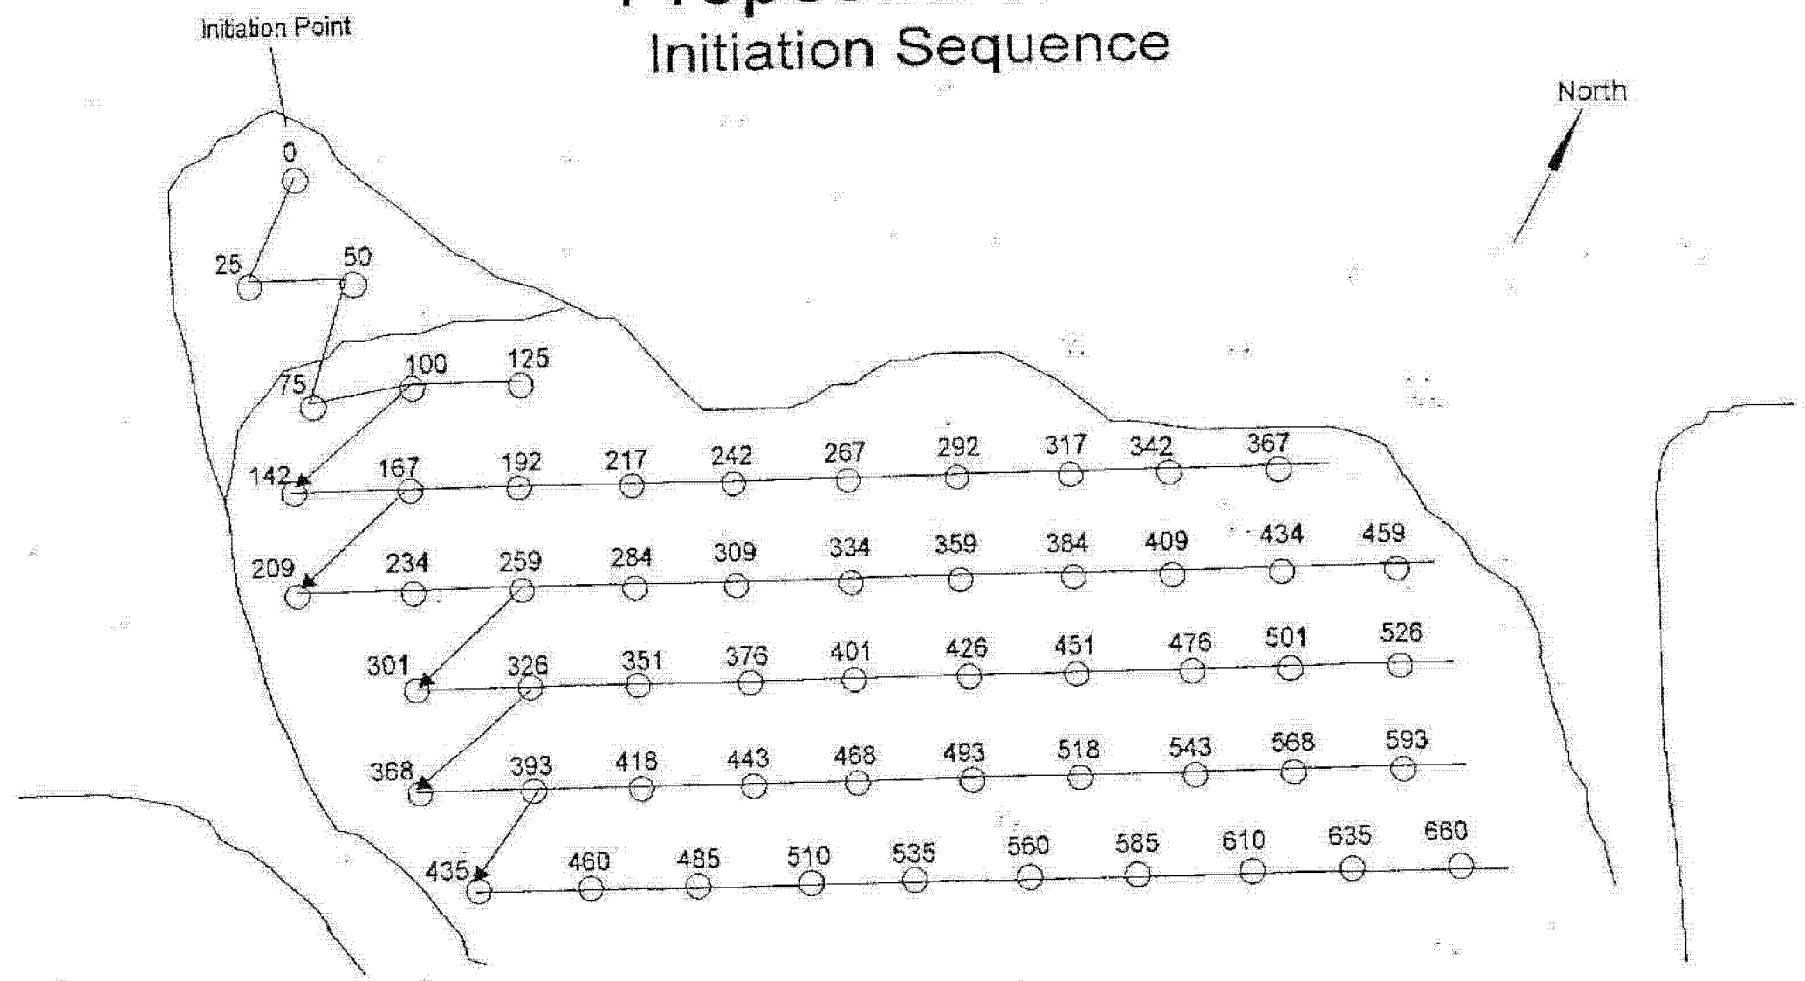 Initiation Sequence
Initiation Point
North
0
25 50
75 100 125
142 167 192 217 242 267 292 317 342 367
209 234 259 284 309 334 359 384 409 434 459
301 326 351 376 401 426 451 476 501 526
368 393 418 443 468 493 518 543 568 593
435 460 485 510 535 560 585 610 635 660